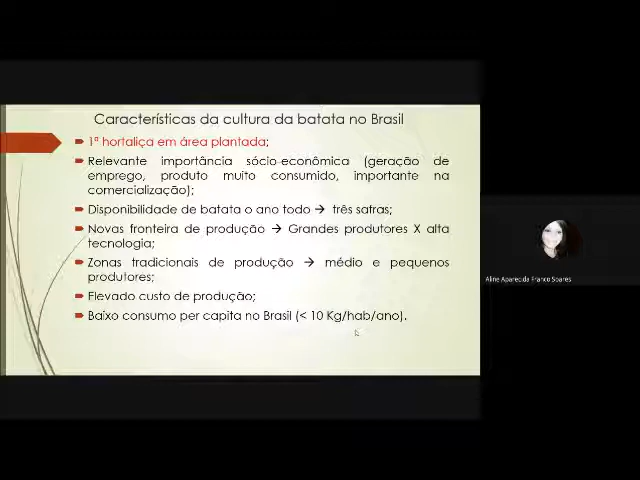 Características da cultura da batata no Brasil
1ª hortaliça em área plantada;
Relevante importância sócio-econômica (geração de
emprego, produto muito consumido, importante na
comercialização);
Disponibilidade de batata o ano todo → três safras;
Novas fronteira de produção → Grandes produtores X alta
tecnologia;
Zonas tradicionais de produção → médio e pequenos
produtores;
Elevado custo de produção;
Baixo consumo per capita no Brasil (< 10 Kg/hab/ano).
Aline Aparecida Franco Soares